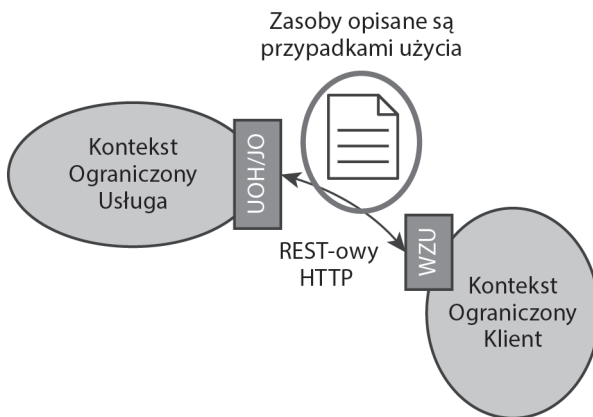 Zasoby opisane są
przypadkami użycia
Kontekst
Ograniczony
Usługa
UOH/JO
REST-owy
HTTP
WZU
Kontekst
Ograniczony
Klient